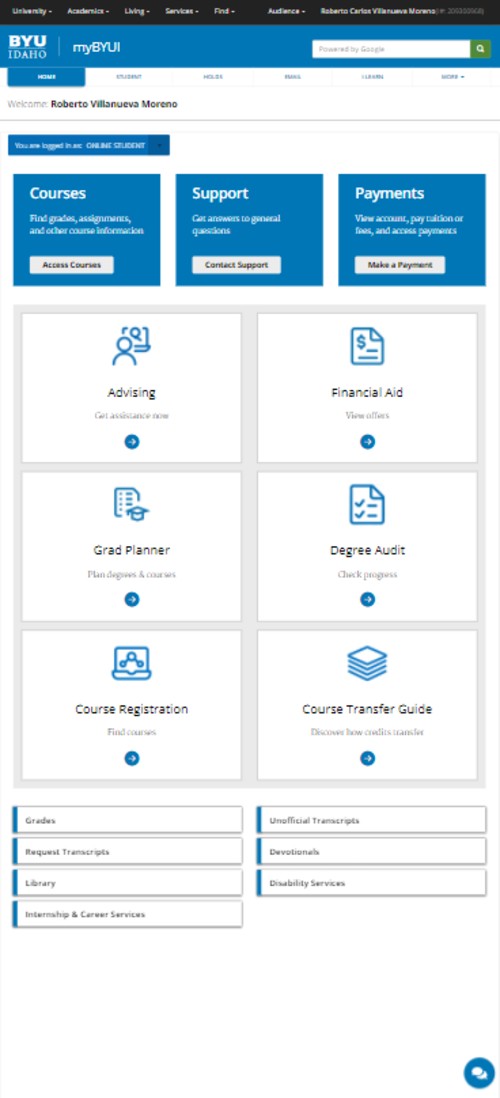 University Academics Living Services Find Audience Roberto Carlos Villanueva Moreno
BYU IDAHO myBYUI Powered by Google
HOME STUDENT HOLDS EMAIL I-LEARN MORE
Welcome: Roberto Villanueva Moreno
You are logged in as: ONLINE STUDENT
Courses
Find grades, assignments,
and other course information
Access Courses
Support
Get answers to general
questions
Contact Support
Payments
View account, pay tuition or
fees, and access payments
Make a Payment
Advising
Get assistance now
Financial Aid
View offers
Grad Planner
Plan degrees & courses
Degree Audit
Check progress
Course Registration
Find courses
Course Transfer Guide
Discover how credits transfer
Grades
Unofficial Transcripts
Request Transcripts
Devotionals
Library
Disability Services
Internship & Career Services